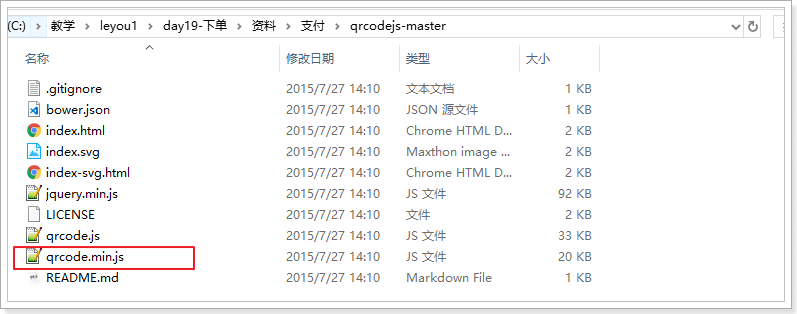 (C:) > 教学 > leyou1 > day19-下单 > 资料 > 支付 > qrcodejs-master
名称 修改日期 类型 大小
.gitignore 2015/7/27 14:10 文本文档 1 KB
bower.json 2015/7/27 14:10 JSON 源文件 1 KB
index.html 2015/7/27 14:10 Chrome HTML D... 2 KB
index.svg 2015/7/27 14:10 Maxthon image ... 2 KB
index-svg.html 2015/7/27 14:10 Chrome HTML D... 2 KB
jquery.min.js 2015/7/27 14:10 JS 文件 92 KB
LICENSE 2015/7/27 14:10 文件 2 KB
qrcode.js 2015/7/27 14:10 JS 文件 33 KB
qrcode.min.js 2015/7/27 14:10 JS 文件 20 KB
README.md 2015/7/27 14:10 Markdown File 2 KB